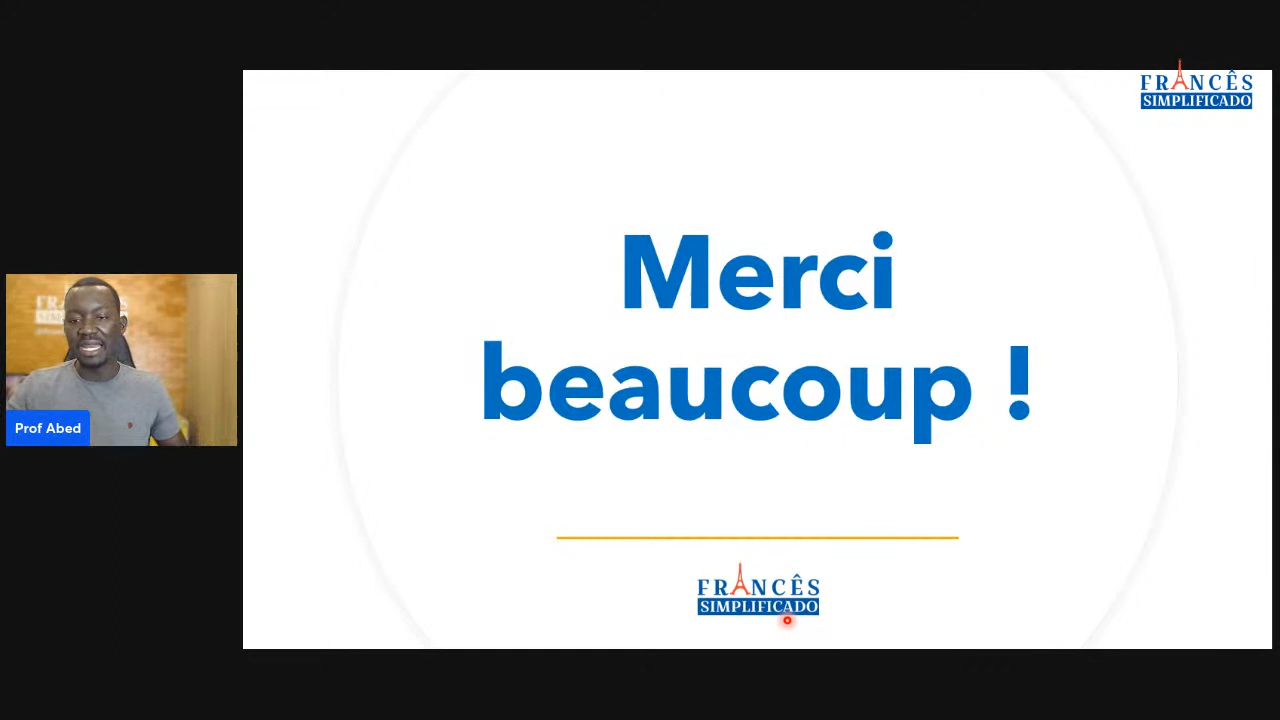 FRANCÊS
SIMPLIFICADO
Merci
beaucoup !
Prof Abed
FRANCÊS
SIMPLIFICADO